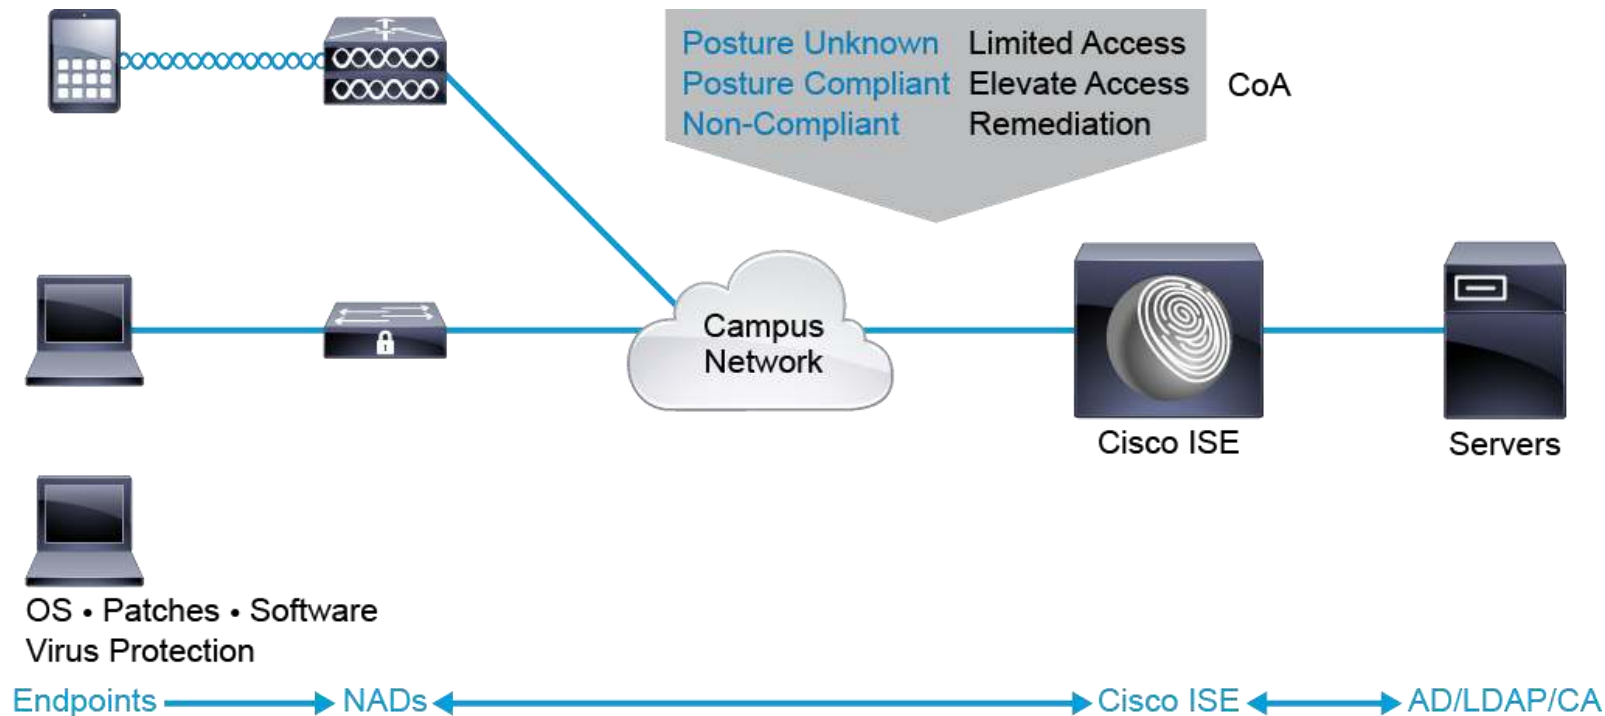 Posture Unknown Limited Access
Posture Compliant Elevate Access
Non-Compliant Remediation
CoA
Campus
Network
Cisco ISE
Servers
OS • Patches • Software
Virus Protection
Endpoints NADs Cisco ISE AD/LDAP/CA